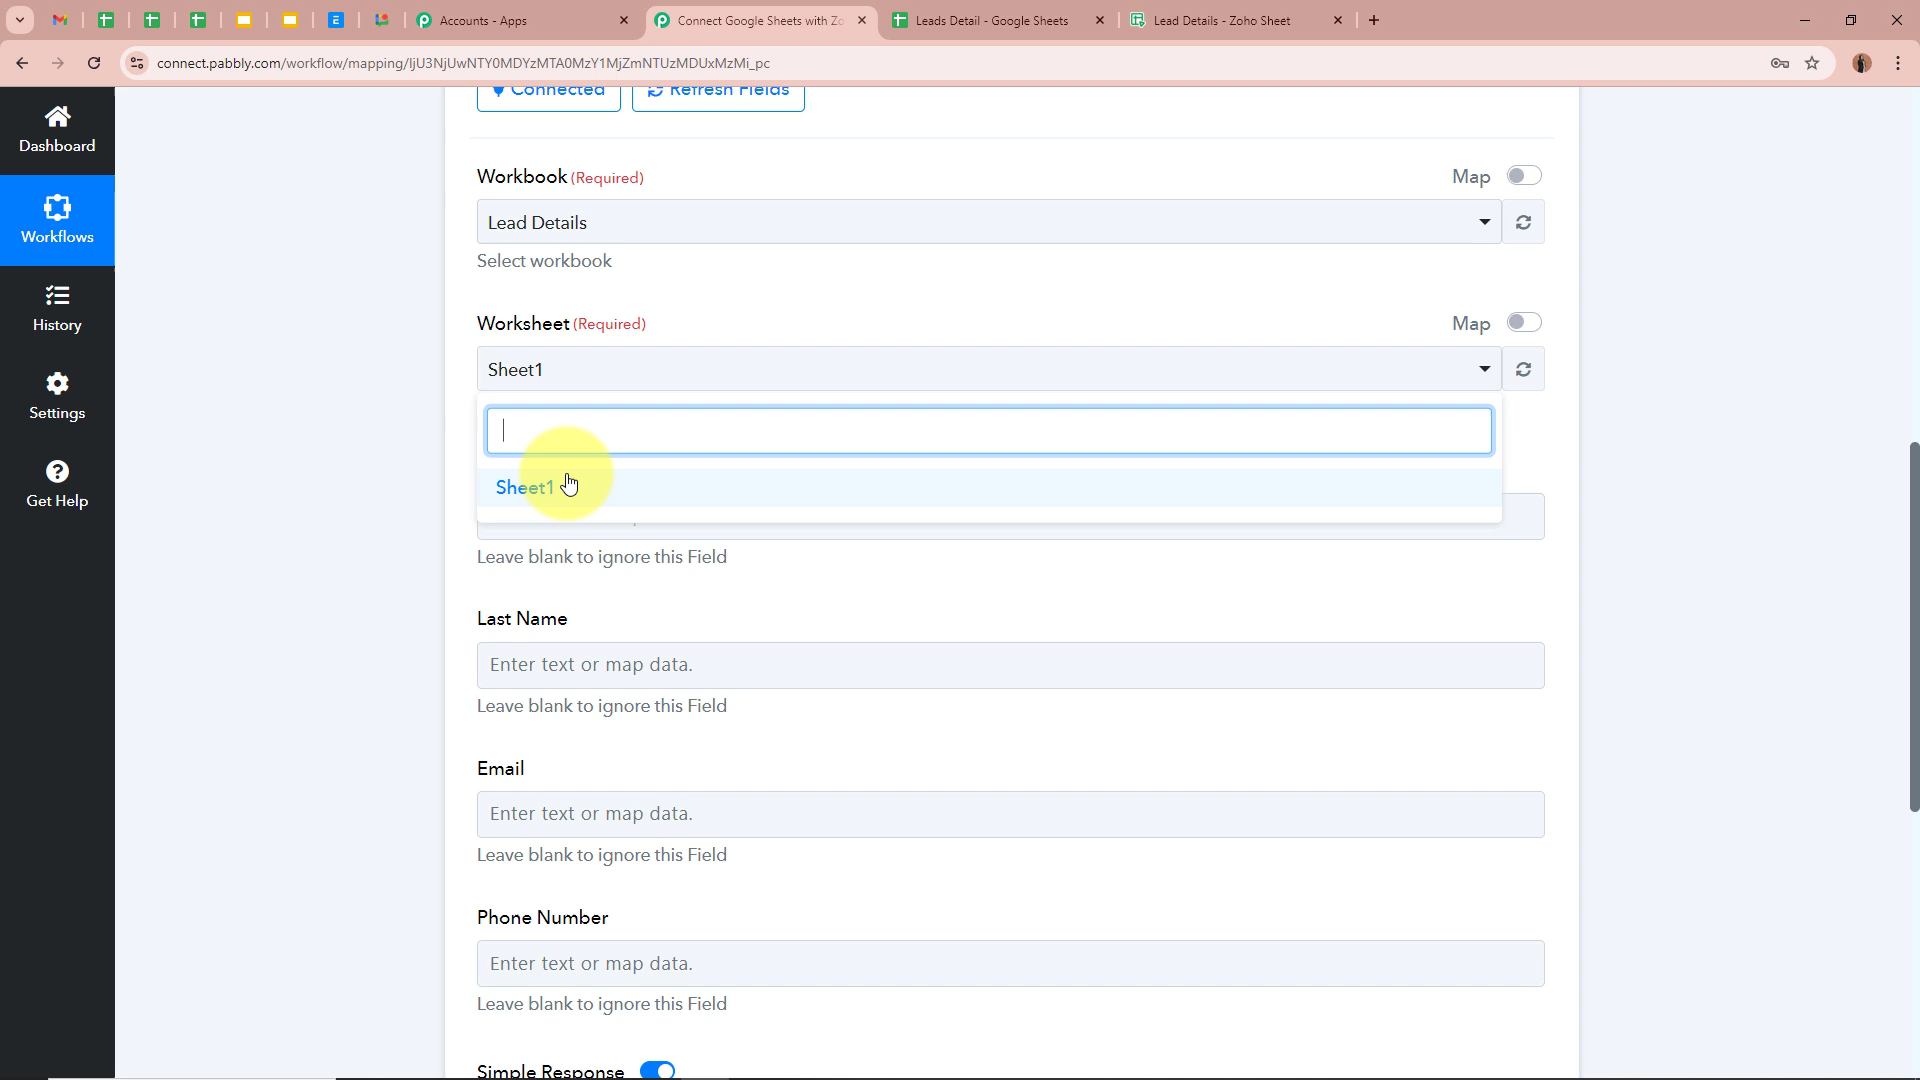 Accounts - Apps
Connect Google Sheets with Zo
Leads Detail - Google Sheets
Lead Details - Zoho Sheet
connect.pabbly.com/workflow/mapping/IjU3NjUwNTY0MDYzMTA0MzY1MjZmNTUzMDUxMzMi_pc
Connected
Refresh Fields
Dashboard
Workflows
History
Settings
Get Help
Workbook (Required)
Map
Lead Details
Select workbook
Worksheet (Required)
Map
Sheet1
Sheet1
Leave blank to ignore this Field
Last Name
Enter text or map data.
Leave blank to ignore this Field
Email
Enter text or map data.
Leave blank to ignore this Field
Phone Number
Enter text or map data.
Leave blank to ignore this Field
Simple Response